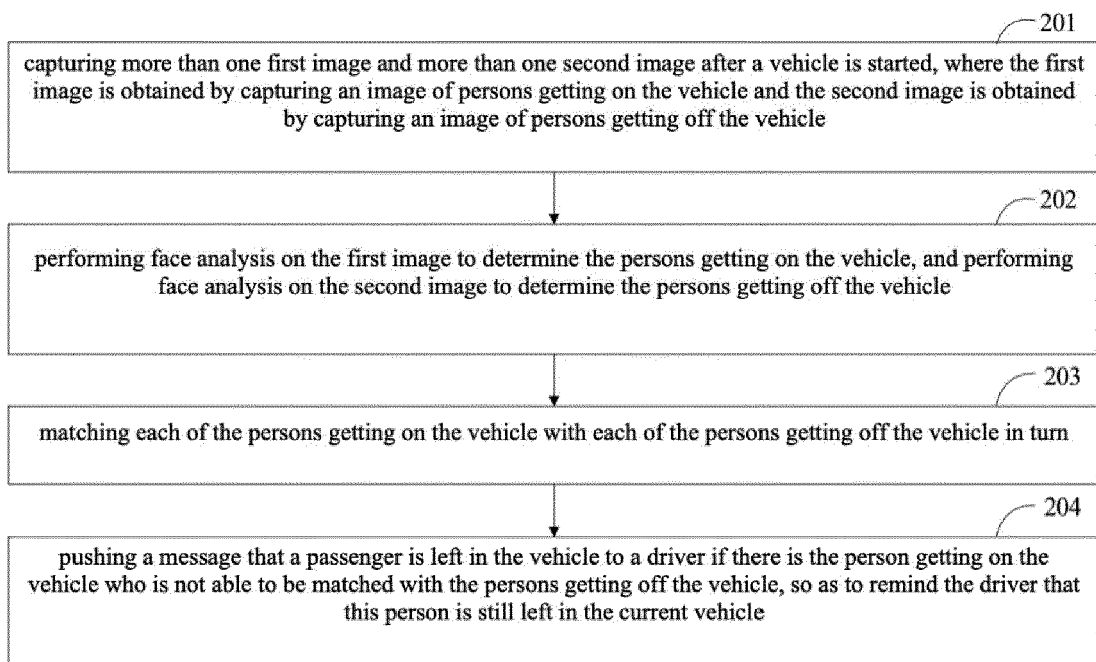 201
capturing more than one first image and more than one second image after a vehicle is started, where the first
image is obtained by capturing an image of persons getting on the vehicle and the second image is obtained
by capturing an image of persons getting off the vehicle
202
performing face analysis on the first image to determine the persons getting on the vehicle, and performing
face analysis on the second image to determine the persons getting off the vehicle
203
matching each of the persons getting on the vehicle with each of the persons getting off the vehicle in turn
204
pushing a message that a passenger is left in the vehicle to a driver if there is the person getting on the
vehicle who is not able to be matched with the persons getting off the vehicle, so as to remind the driver that
this person is still left in the current vehicle